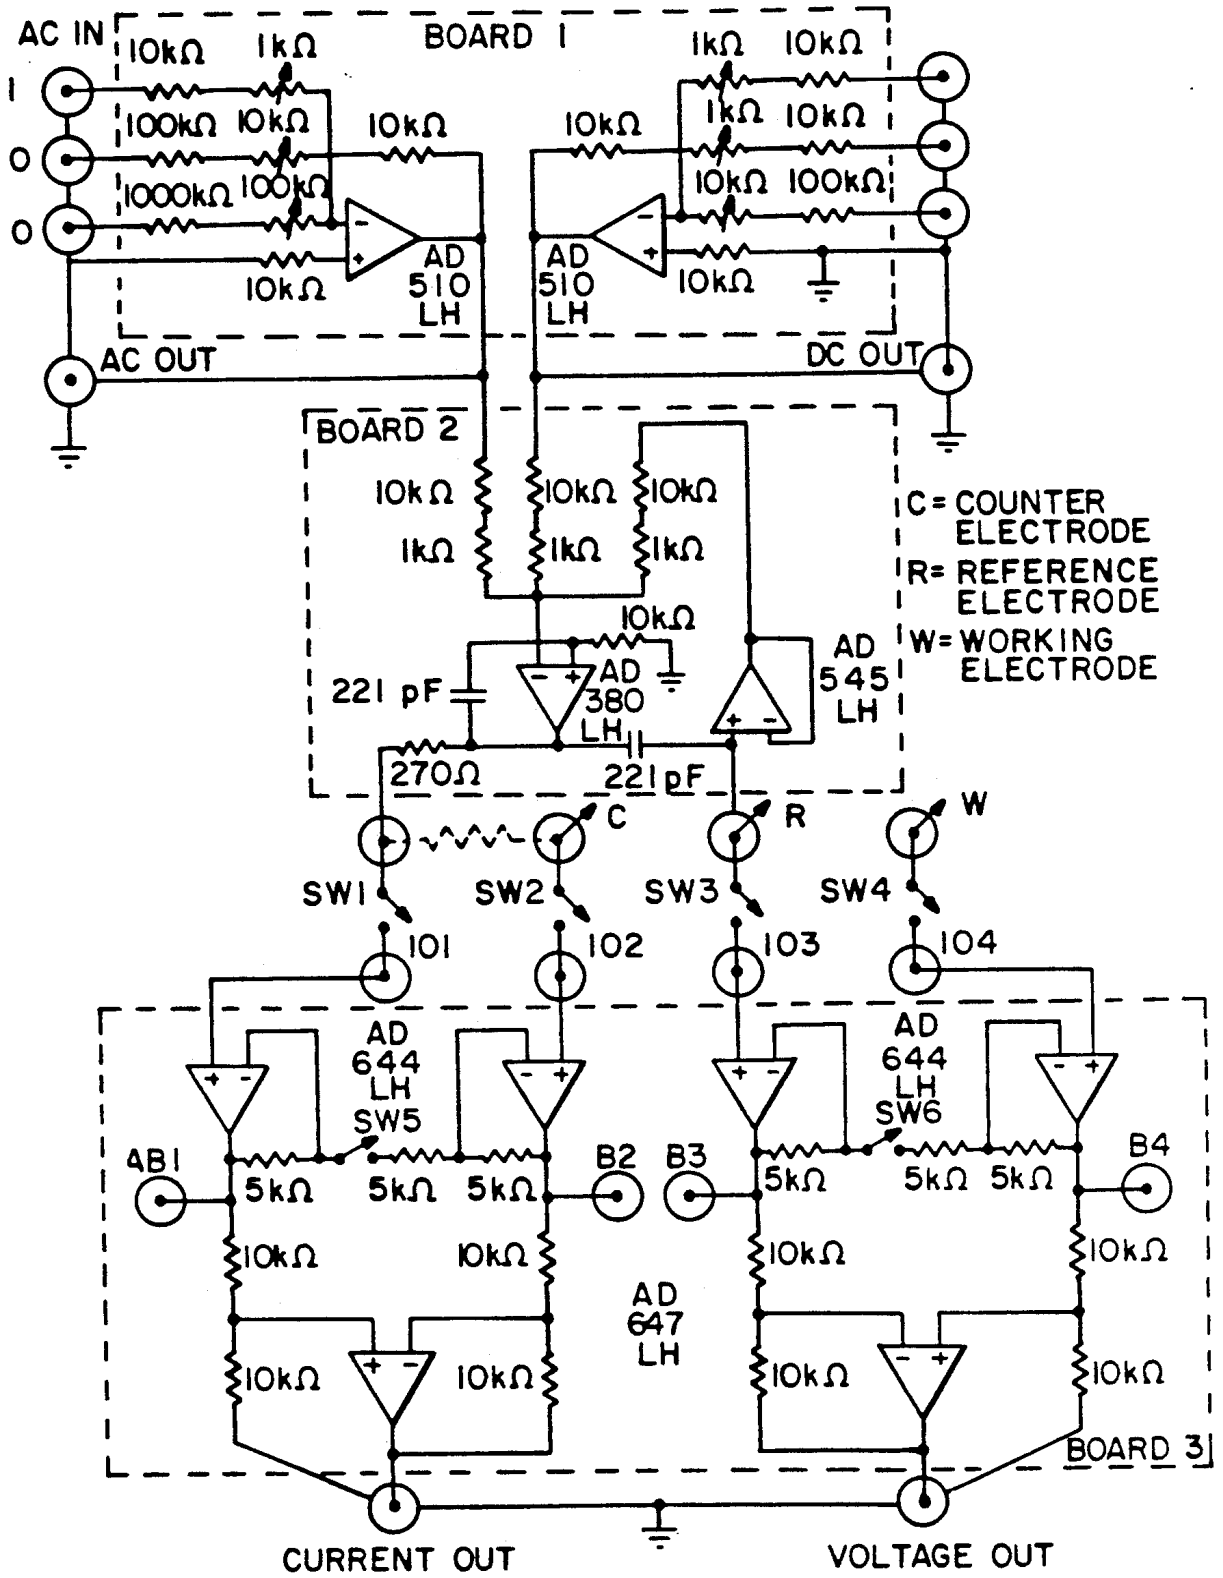 AC IN
BOARD 1
10kΩ
1kΩ
1kΩ
10kΩ
1
100kΩ
10kΩ
10kΩ
10kΩ
1kΩ
10kΩ
0
1000kΩ
100kΩ
10kΩ
100kΩ
0
-
+
-
+
10kΩ
AD
510
LH
AD
510
LH
10kΩ
AC OUT
DC OUT
BOARD 2
10kΩ
10kΩ
10kΩ
1kΩ
1kΩ
1kΩ
C = COUNTER
ELECTRODE
R = REFERENCE
ELECTRODE
W = WORKING
ELECTRODE
10kΩ
- +
AD
380
LH
AD
545
LH
+ -
221 pF
270Ω
221 pF
C
R
W
SW1
SW2
SW3
SW4
101
102
103
104
AD
644
LH
SW5
AD
644
LH
SW6
+ -
- +
+ -
- +
AB1
5kΩ
5kΩ
5kΩ
B2
B3
5kΩ
5kΩ
5kΩ
B4
10kΩ
10kΩ
10kΩ
10kΩ
AD
647
LH
+ -
- +
10kΩ
10kΩ
10kΩ
10kΩ
BOARD 3
CURRENT OUT
VOLTAGE OUT